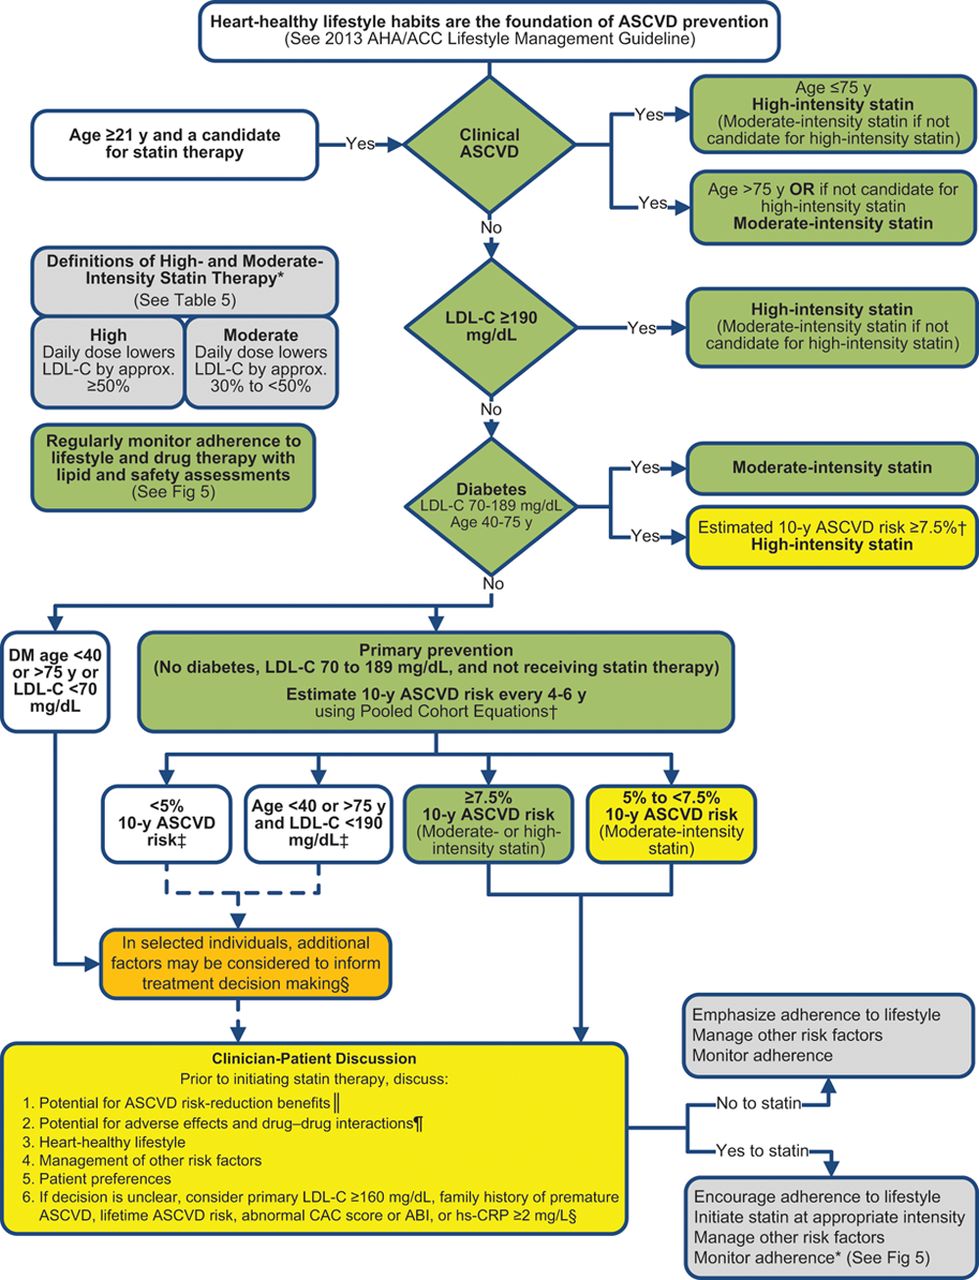 Heart-healthy lifestyle habits are the foundation of ASCVD prevention
(See 2013 AHA/ACC Lifestyle Management Guideline)
Age ≥21 y and a candidate
for statin therapy
Yes
Clinical
ASCVD
Yes
Age ≤75 y
High-intensity statin
(Moderate-intensity statin if not
candidate for high-intensity statin)
Yes
Age >75 y OR if not candidate for
high-intensity statin
Moderate-intensity statin
No
Definitions of High- and Moderate-
Intensity Statin Therapy*
(See Table 5)
High
Daily dose lowers
LDL-C by approx.
≥50%
Moderate
Daily dose lowers
LDL-C by approx.
30% to <50%
LDL-C ≥190
mg/dL
Yes
High-intensity statin
(Moderate-intensity statin if not
candidate for high-intensity statin)
No
Regularly monitor adherence to
lifestyle and drug therapy with
lipid and safety assessments
(See Fig 5)
Diabetes
LDL-C 70-189 mg/dL
Age 40-75 y
Yes
Moderate-intensity statin
Yes
Estimated 10-y ASCVD risk ≥7.5%†
High-intensity statin
No
DM age <40
or >75 y or
LDL-C <70
mg/dL
Primary prevention
(No diabetes, LDL-C 70 to 189 mg/dL, and not receiving statin therapy)
Estimate 10-y ASCVD risk every 4-6 y
using Pooled Cohort Equations†
<5%
10-y ASCVD
risk‡
Age <40 or >75 y
and LDL-C <190
mg/dL‡
≥7.5%
10-y ASCVD risk
(Moderate- or high-
intensity statin)
5% to <7.5%
10-y ASCVD risk
(Moderate-intensity
statin)
In selected individuals, additional
factors may be considered to inform
treatment decision making§
Clinician-Patient Discussion
Prior to initiating statin therapy, discuss:
1. Potential for ASCVD risk-reduction benefits‖
2. Potential for adverse effects and drug–drug interactions¶
3. Heart-healthy lifestyle
4. Management of other risk factors
5. Patient preferences
6. If decision is unclear, consider primary LDL-C ≥160 mg/dL, family history of premature
ASCVD, lifetime ASCVD risk, abnormal CAC score or ABI, or hs-CRP ≥2 mg/L§
Emphasize adherence to lifestyle
Manage other risk factors
Monitor adherence
No to statin
Yes to statin
Encourage adherence to lifestyle
Initiate statin at appropriate intensity
Manage other risk factors
Monitor adherence* (See Fig 5)